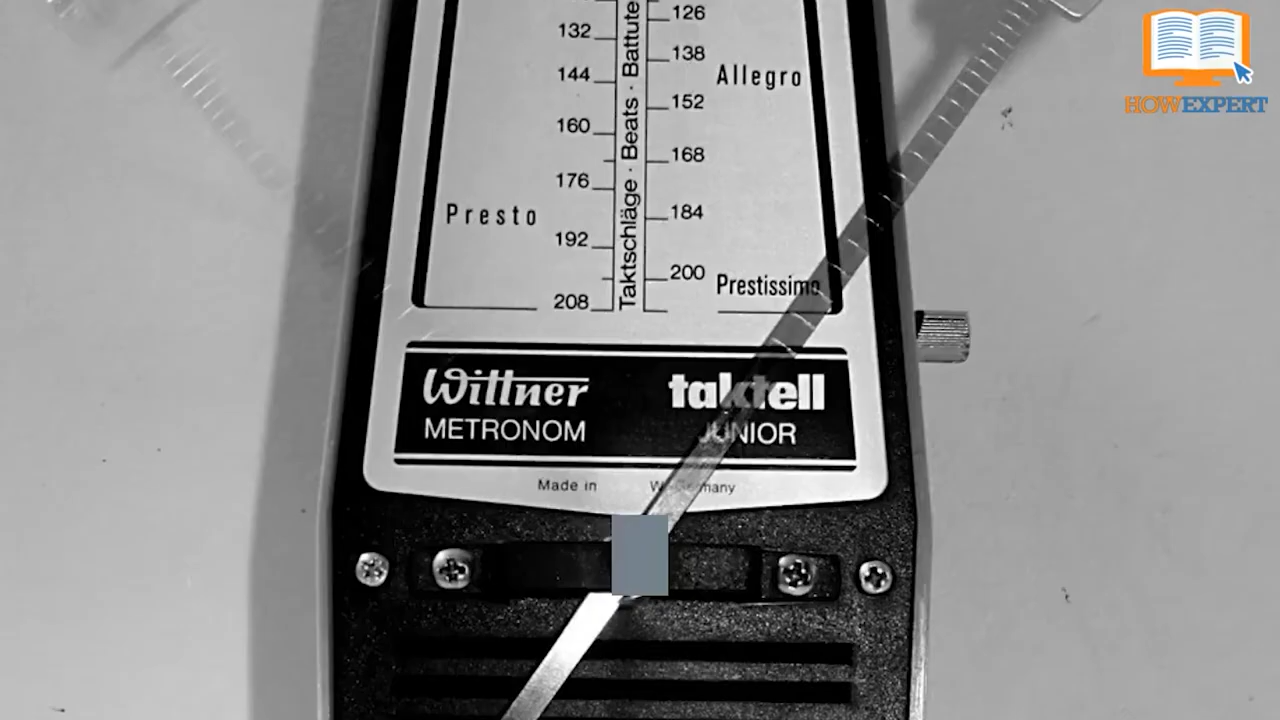 132
144
160
176
Presto
192
208
Taktschläge · Beats · Battute
126
138
Allegro
152
168
184
200
Prestissimo
Wittner
METRONOM
taktell
JUNIOR
Made in W. Germany
HOWEXPERT